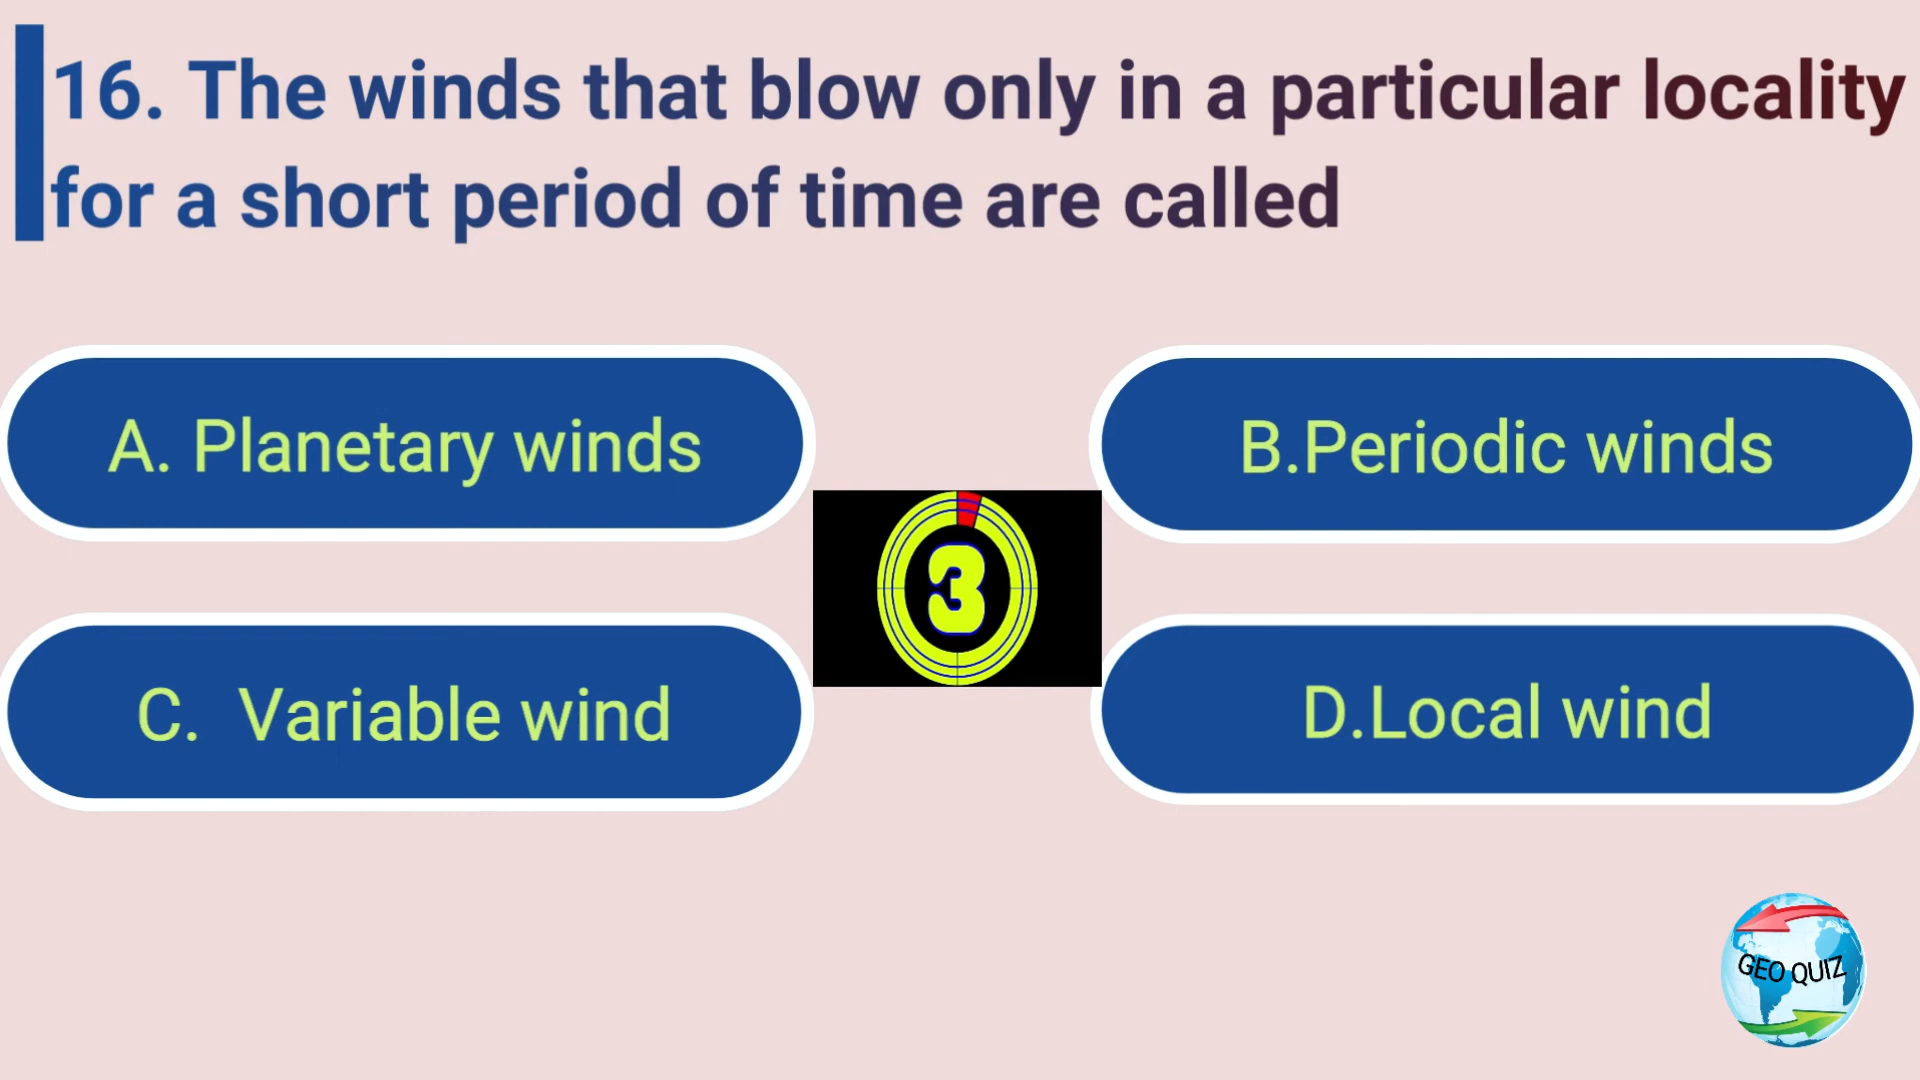 16. The winds that blow only in a particular locality
for a short period of time are called
A. Planetary winds
B.Periodic winds
3
C. Variable wind
D.Local wind
GEO QUIZ